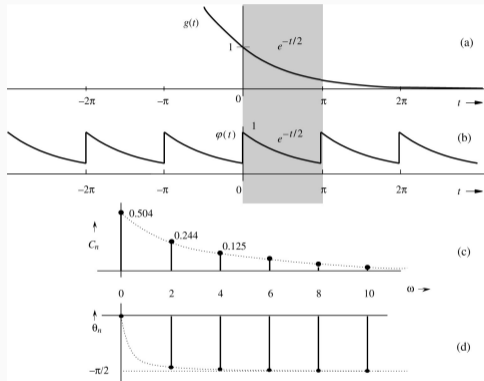 g(t)
1
e^{-t/2}
(a)
−2π −π 0 π 2π t →
φ(t) 1 e^{-t/2}
(b)
−2π −π 0 π 2π t →
0.504
0.244
0.125
C_n
(c)
0 2 4 6 8 10 ω →
θ_n
(d)
−π/2